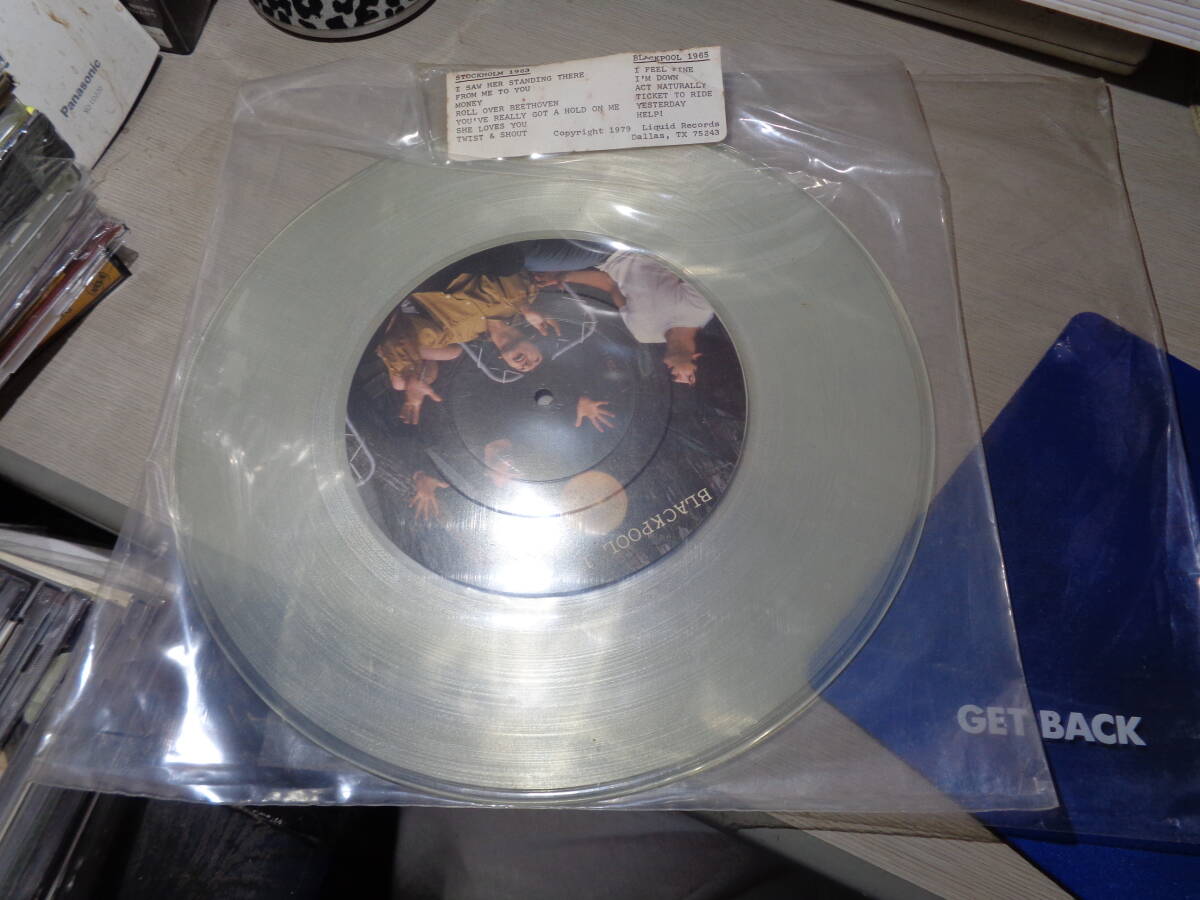 STOCKHOLM 1963
I SAW HER STANDING THERE
FROM ME TO YOU
MONEY
ROLL OVER BEETHOVEN
YOU'VE REALLY GOT A HOLD ON ME
SHE LOVES YOU
TWIST & SHOUT
BLACKPOOL 1965
I FEEL FINE
I'M DOWN
ACT NATURALLY
TICKET TO RIDE
YESTERDAY
HELP!
Copyright 1979 Liquid Records
Dallas, TX 75243
BLACKPOOL
GET BACK
Panasonic